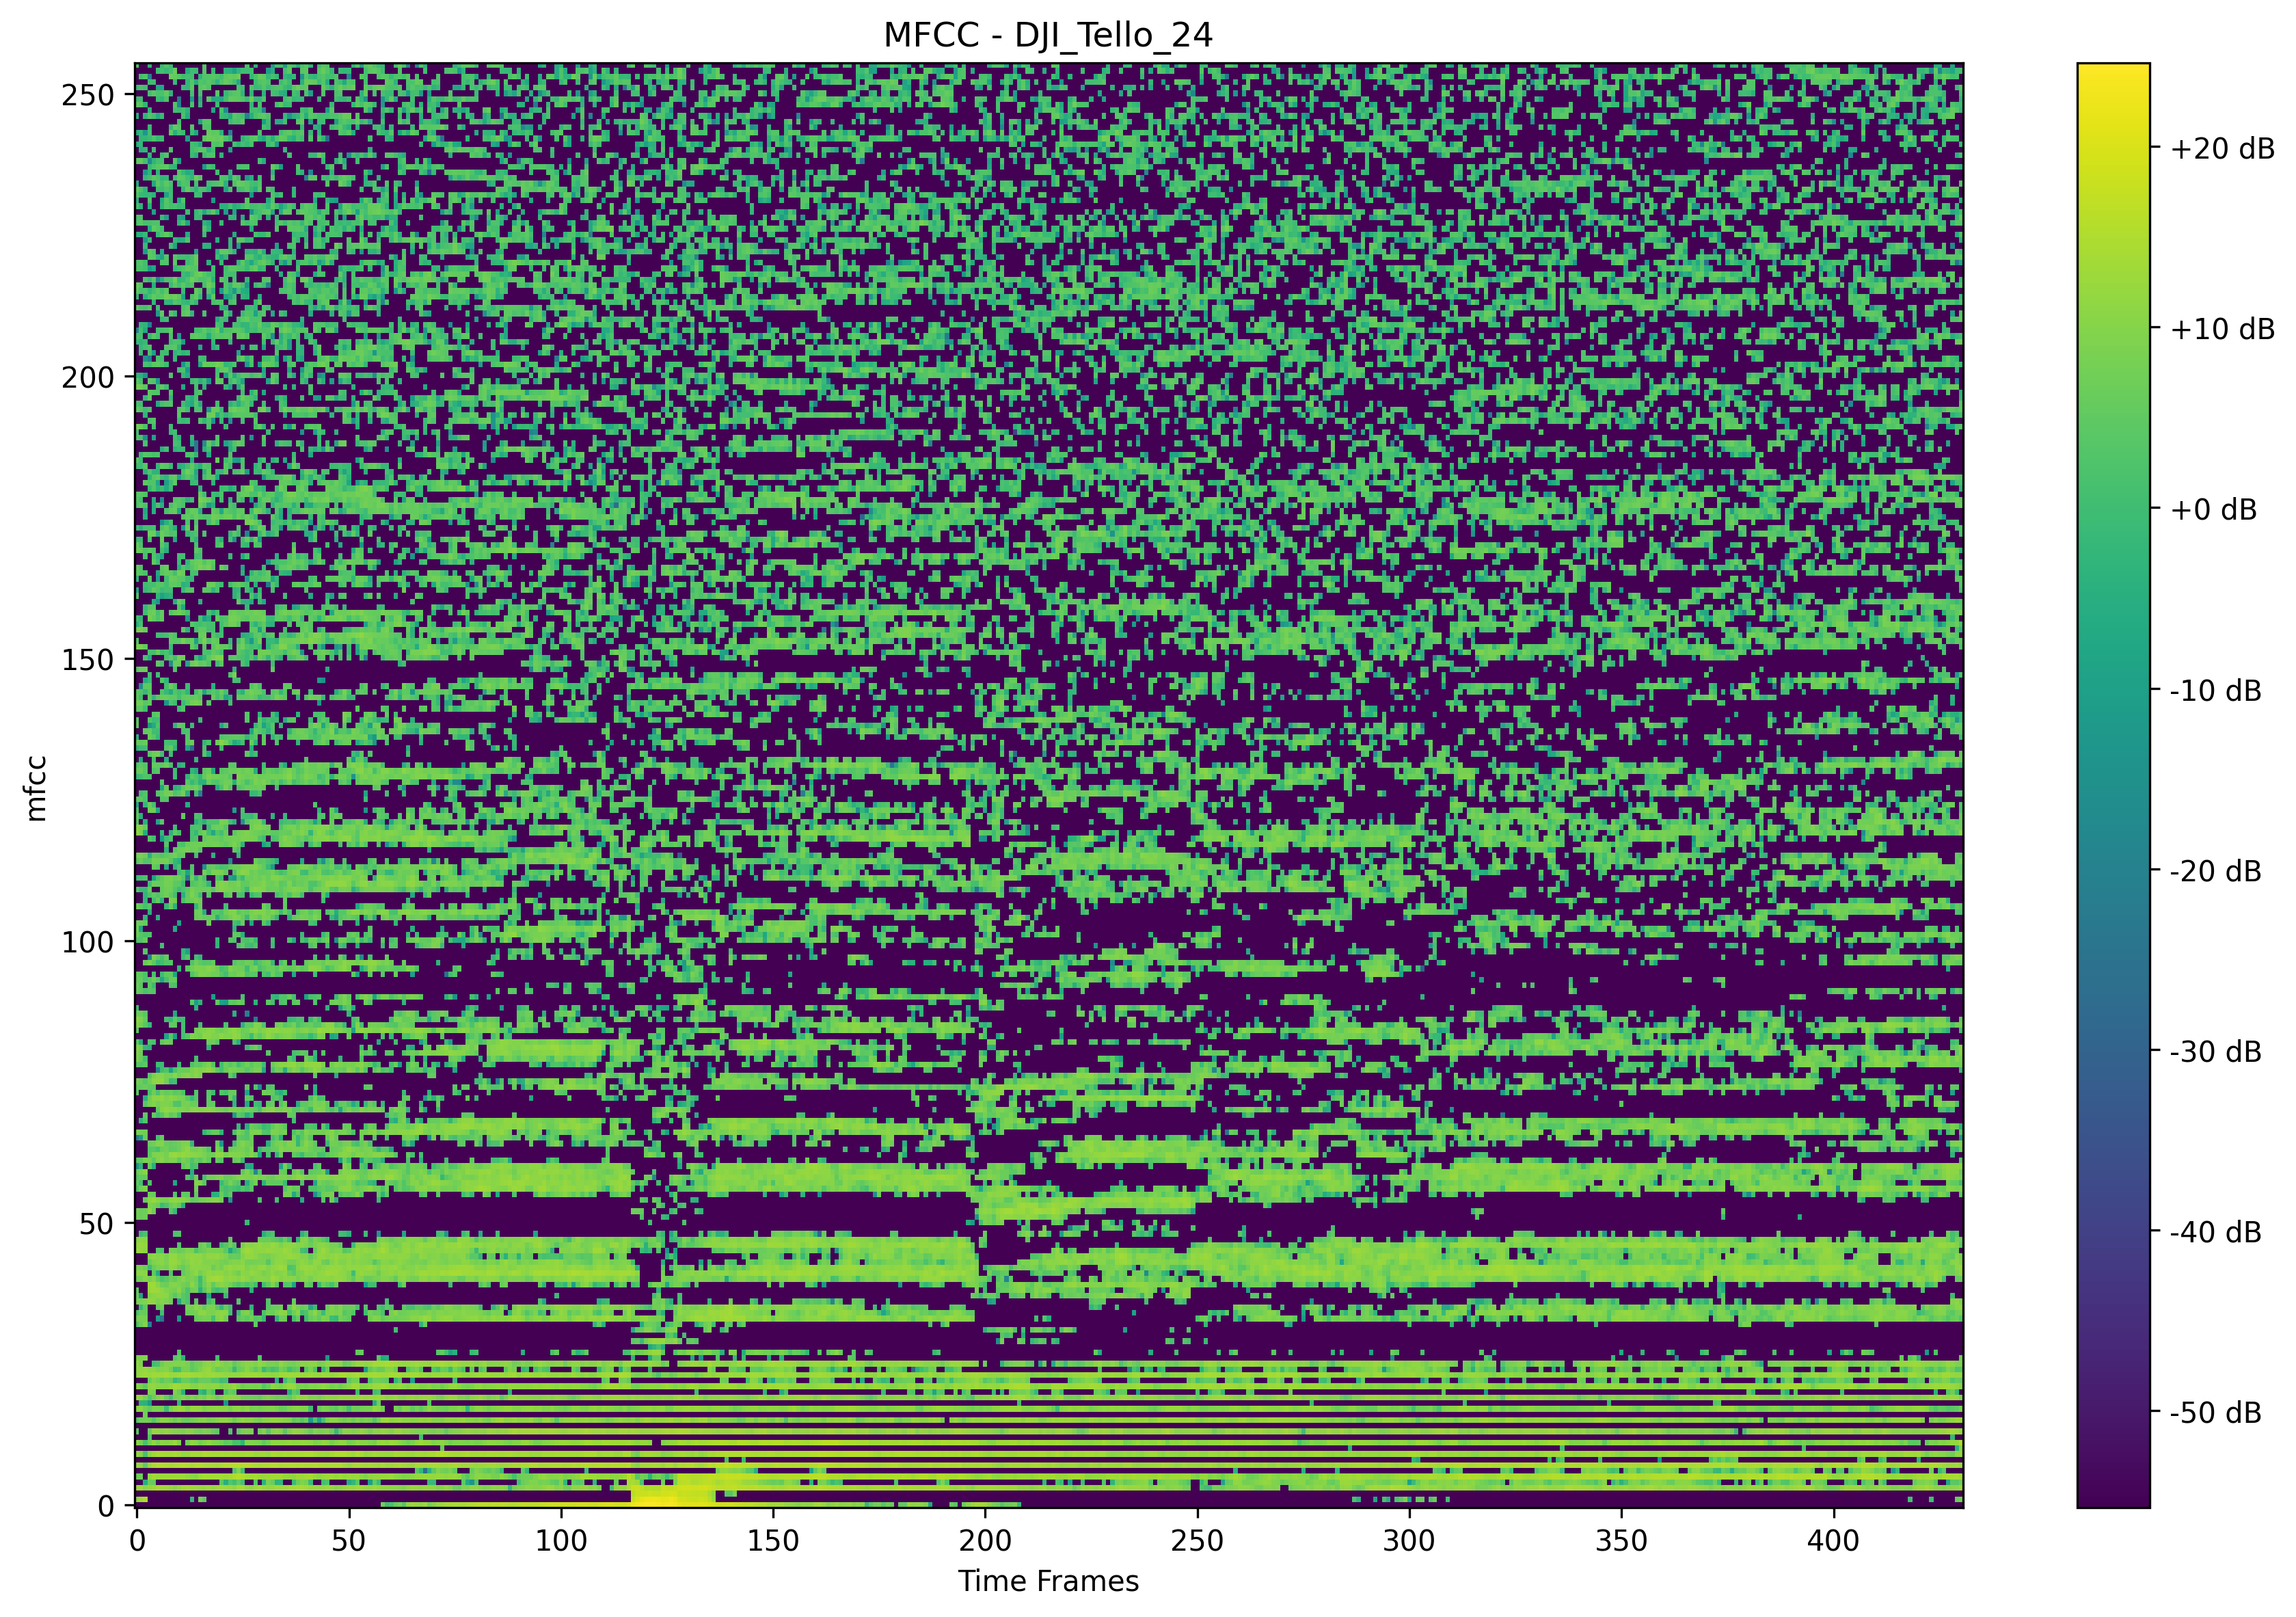 MFCC - DJI_Tello_24
250
200
150
100
50
0
mfcc
0 50 100 150 200 250 300 350 400
Time Frames
+20 dB
+10 dB
+0 dB
-10 dB
-20 dB
-30 dB
-40 dB
-50 dB